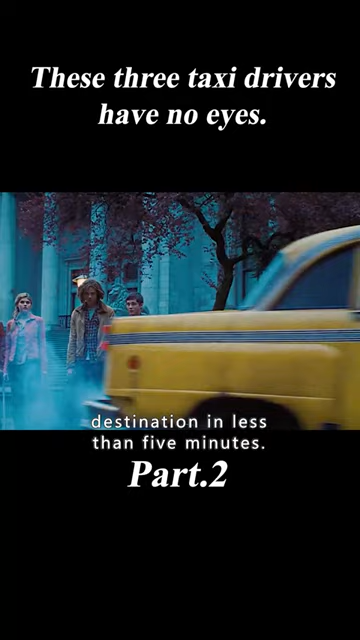 These three taxi drivers
have no eyes.
destination in less
than five minutes.
Part.2